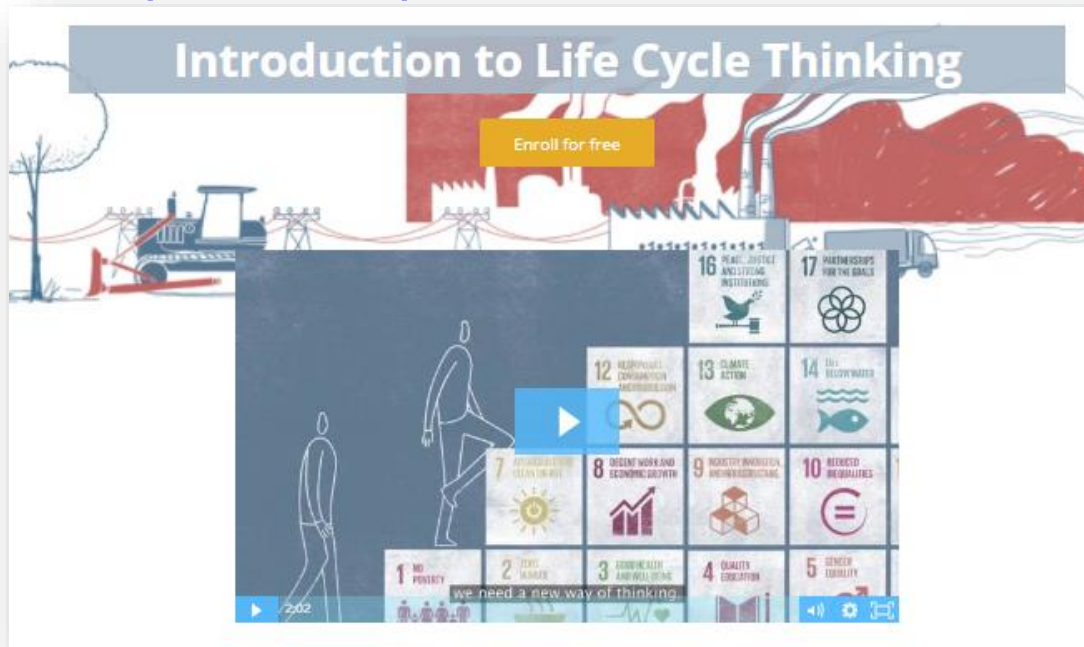 Introduction to Life Cycle Thinking
Enroll for free
16 PEACE, JUSTICE
AND STRONG
INSTITUTIONS
17 PARTNERSHIPS
FOR THE GOALS
12 RESPONSIBLE
CONSUMPTION
AND PRODUCTION
13 CLIMATE
ACTION
14 LIFE
BELOW WATER
7 AFFORDABLE AND
CLEAN ENERGY
8 DECENT WORK AND
ECONOMIC GROWTH
9 INDUSTRY, INNOVATION
AND INFRASTRUCTURE
10 REDUCED
INEQUALITIES
1 NO
POVERTY
2 ZERO
HUNGER
3 GOOD HEALTH
AND WELL-BEING
4 QUALITY
EDUCATION
5 GENDER
EQUALITY
we need a new way of thinking.
2:02